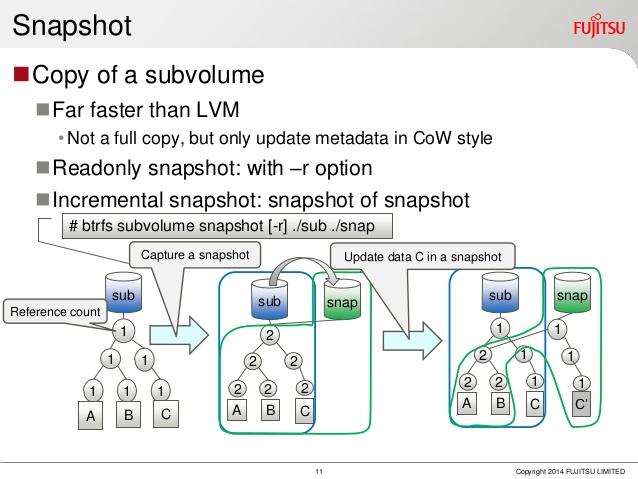 Snapshot
FUJITSU
Copy of a subvolume
Far faster than LVM
• Not a full copy, but only update metadata in CoW style
Readonly snapshot: with –r option
Incremental snapshot: snapshot of snapshot
# btrfs subvolume snapshot [-r] ./sub ./snap
Capture a snapshot
Update data C in a snapshot
Reference count
sub
sub
snap
sub
snap
1
2
1
1
1
1
2
2
2
1
1
1
1
1
2
2
2
2
2
1
1
A
B
C
A
B
C
A
B
C
C'
11
Copyright 2014 FUJITSU LIMITED